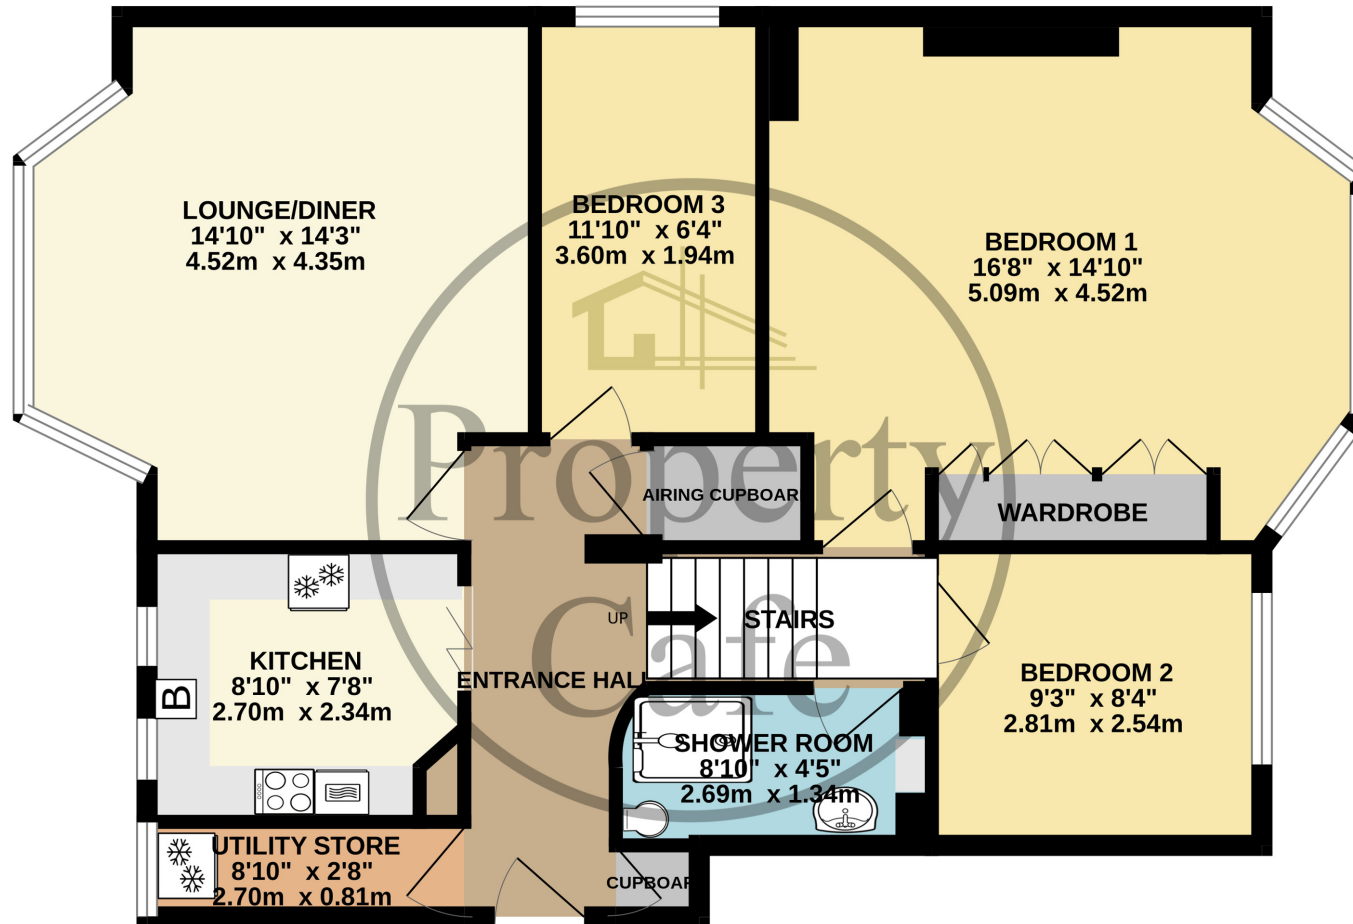 LOUNGE/DINER
14'10" x 14'3"
4.52m x 4.35m
BEDROOM 3
11'10" x 6'4"
3.60m x 1.94m
BEDROOM 1
16'8" x 14'10"
5.09m x 4.52m
Property
Cafe
AIRING CUPBOAR
WARDROBE
UP
STAIRS
KITCHEN
8'10" x 7'8"
2.70m x 2.34m
B
ENTRANCE HALL
BEDROOM 2
9'3" x 8'4"
2.81m x 2.54m
SHOWER ROOM
8'10" x 4'5"
2.69m x 1.34m
UTILITY STORE
8'10" x 2'8"
2.70m x 0.81m
CUPBOAR